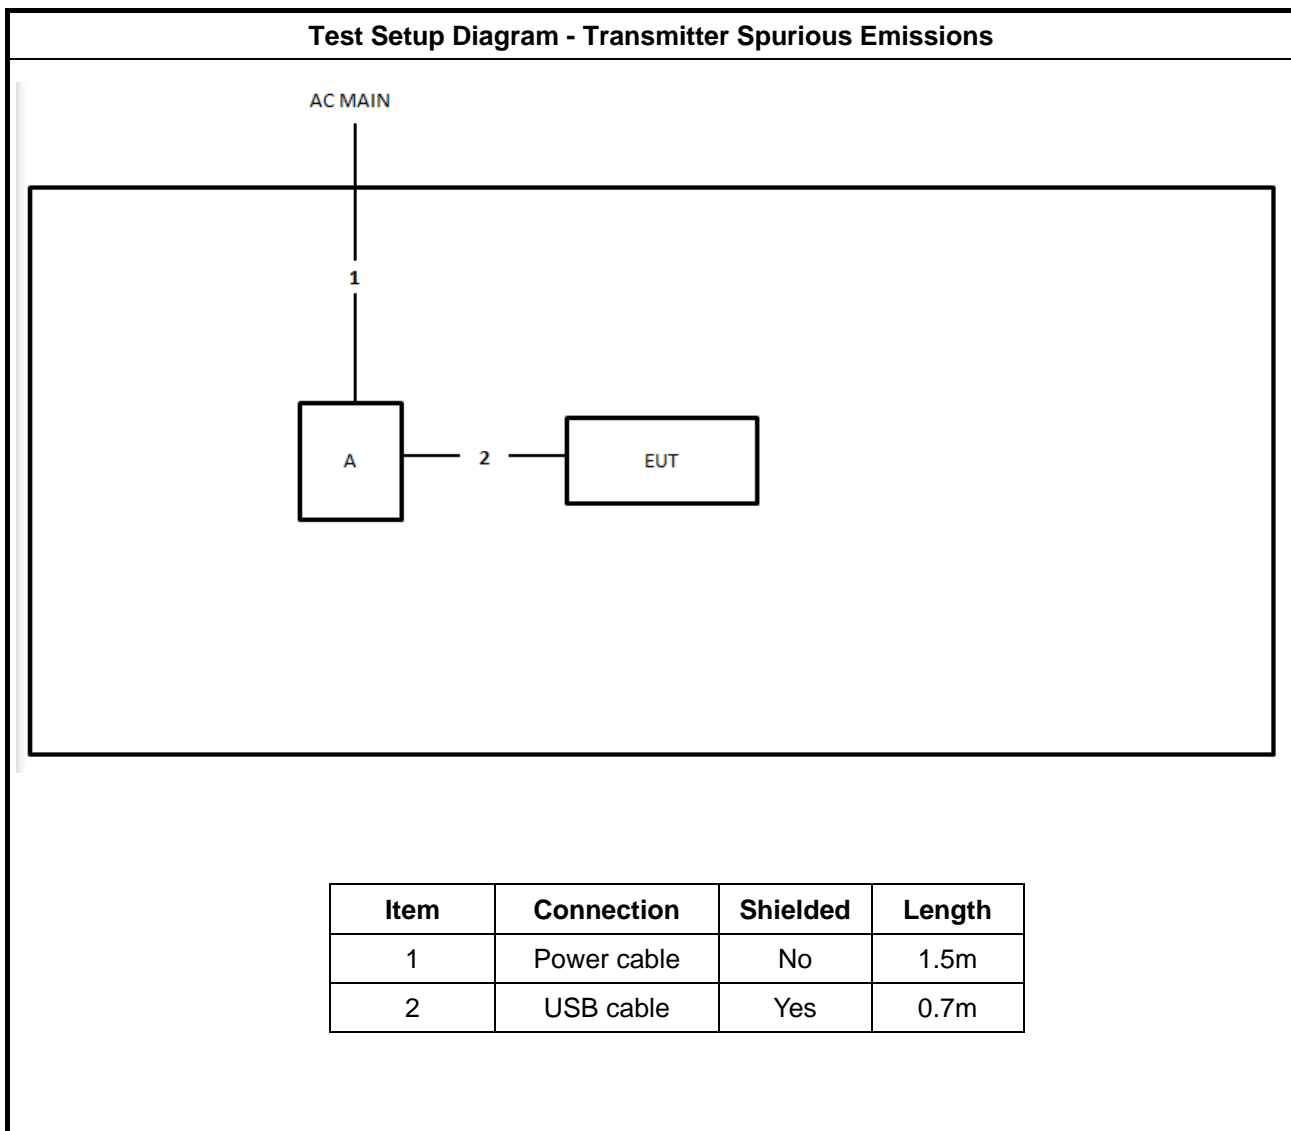 Test Setup Diagram - Transmitter Spurious Emissions
AC MAIN
1
A
2
EUT
Item Connection Shielded Length
1 Power cable No 1.5m
2 USB cable Yes 0.7m